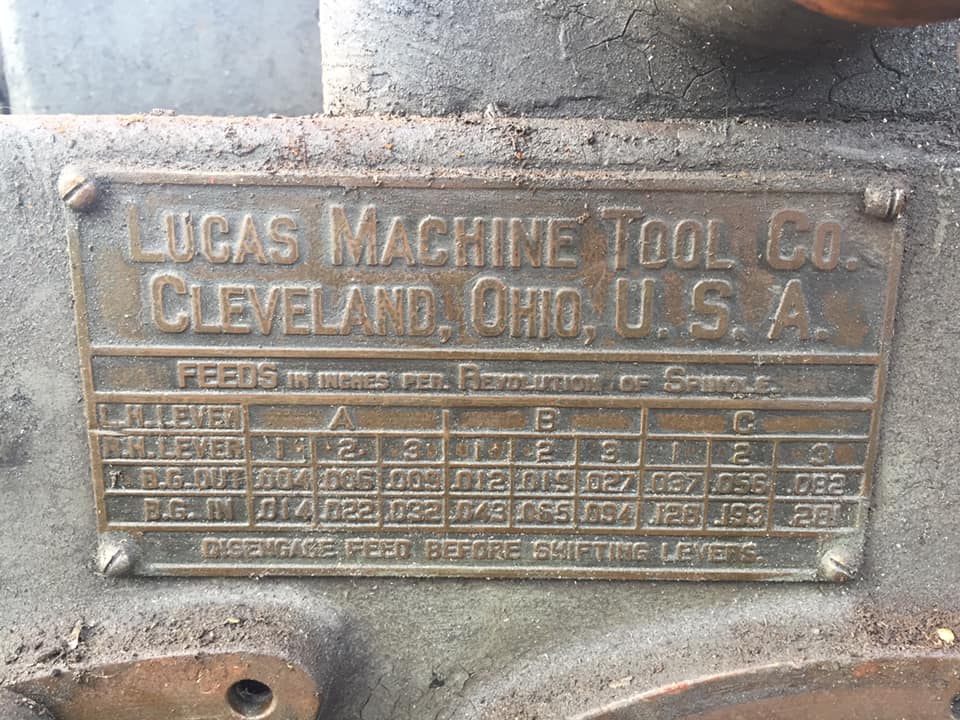 LUCAS MACHINE TOOL CO.
CLEVELAND, OHIO, U. S. A.
FEEDS IN INCHES PER. REVOLUTION OF SPINDLE.
L.H. LEVER A B C
R.H. LEVER 1 2 3 1 2 3 1 2 3
B.G. OUT .004 .006 .009 .012 .019 .027 .037 .056 .082
B.G. IN .014 .022 .032 .043 .065 .094 .128 .193 .281
DISENGAGE FEED BEFORE SHIFTING LEVERS.